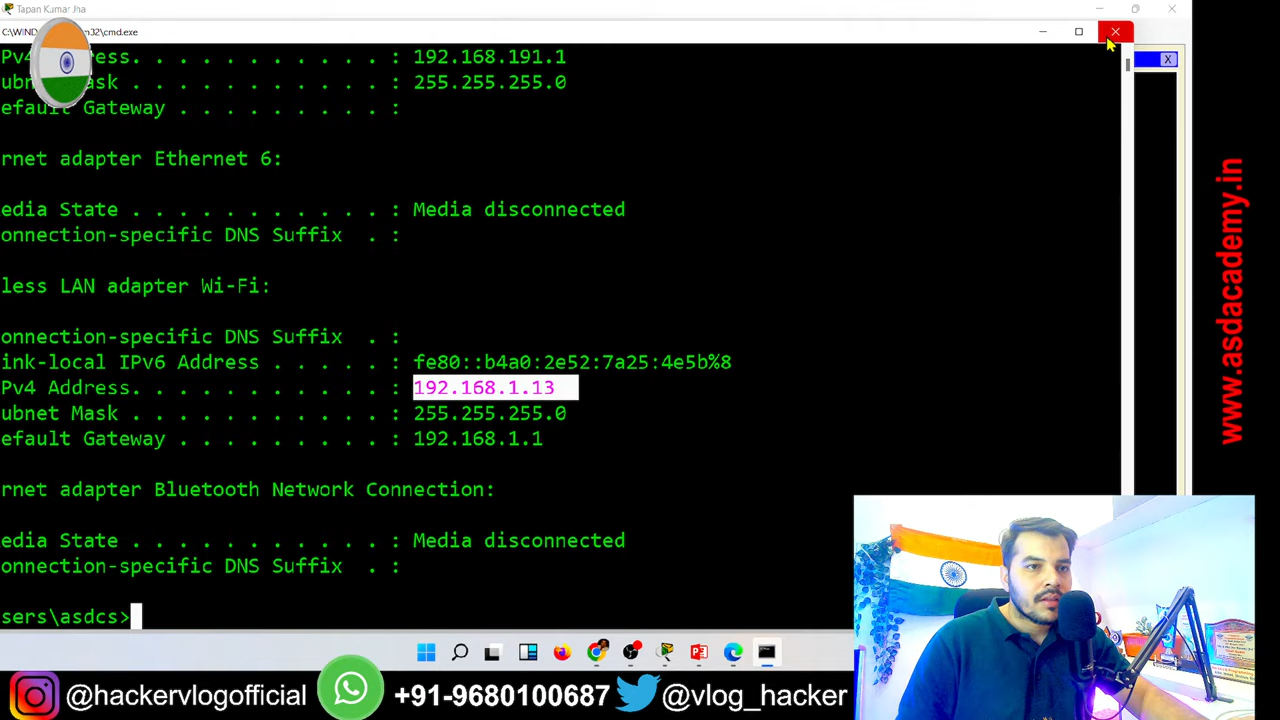 Tapan Kumar Jha
C:\WIND n32\cmd.exe
Pv4 ess. . . . . . . . . . . . : 192.168.191.1
ubnet Mask . . . . . . . . . . . : 255.255.255.0
efault Gateway . . . . . . . . . :
X
rnet adapter Ethernet 6:
edia State . . . . . . . . . . . : Media disconnected
onnection-specific DNS Suffix . :
less LAN adapter Wi-Fi:
onnection-specific DNS Suffix . :
ink-local IPv6 Address . . . . . : fe80::b4a0:2e52:7a25:4e5b%8
Pv4 Address. . . . . . . . . . . : 192.168.1.13
ubnet Mask . . . . . . . . . . . : 255.255.255.0
efault Gateway . . . . . . . . . : 192.168.1.1
rnet adapter Bluetooth Network Connection:
edia State . . . . . . . . . . . : Media disconnected
onnection-specific DNS Suffix . :
sers\asdcs>
www.asdacademy.in
@hackervlogofficial +91-9680100687 @vlog_hacker